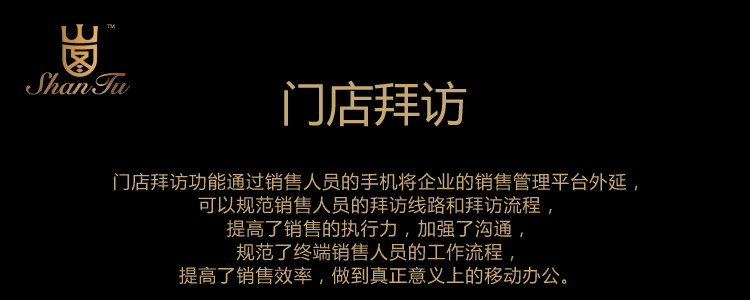 TM
Shan Tu
门店拜访
门店拜访功能通过销售人员的手机将企业的销售管理平台外延，
可以规范销售人员的拜访线路和拜访流程，
提高了销售的执行力，加强了沟通，
规范了终端销售人员的工作流程，
提高了销售效率，做到真正意义上的移动办公。